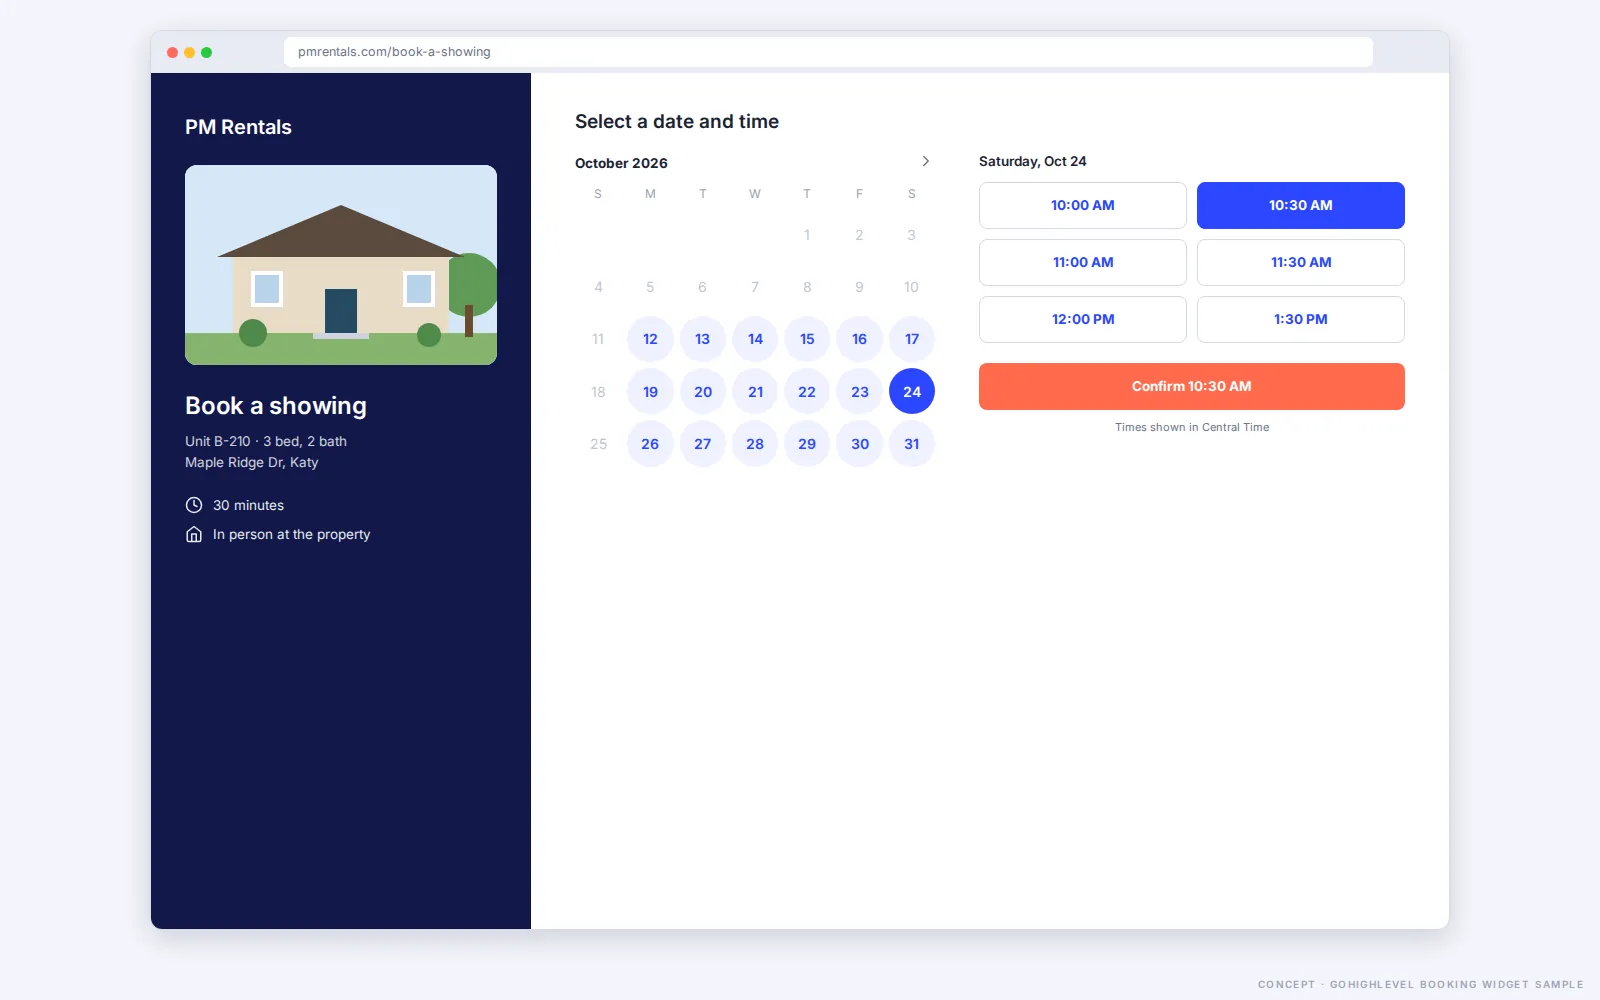 pmrentals.com/book-a-showing
PM Rentals
Book a showing
Unit B-210 · 3 bed, 2 bath
Maple Ridge Dr, Katy
30 minutes
In person at the property
Select a date and time
October 2026
S M T W T F S
1 2 3
4 5 6 7 8 9 10
11 12 13 14 15 16 17
18 19 20 21 22 23 24
25 26 27 28 29 30 31
Saturday, Oct 24
10:00 AM 10:30 AM
11:00 AM 11:30 AM
12:00 PM 1:30 PM
Confirm 10:30 AM
Times shown in Central Time
CONCEPT · GOHIGHLEVEL BOOKING WIDGET SAMPLE